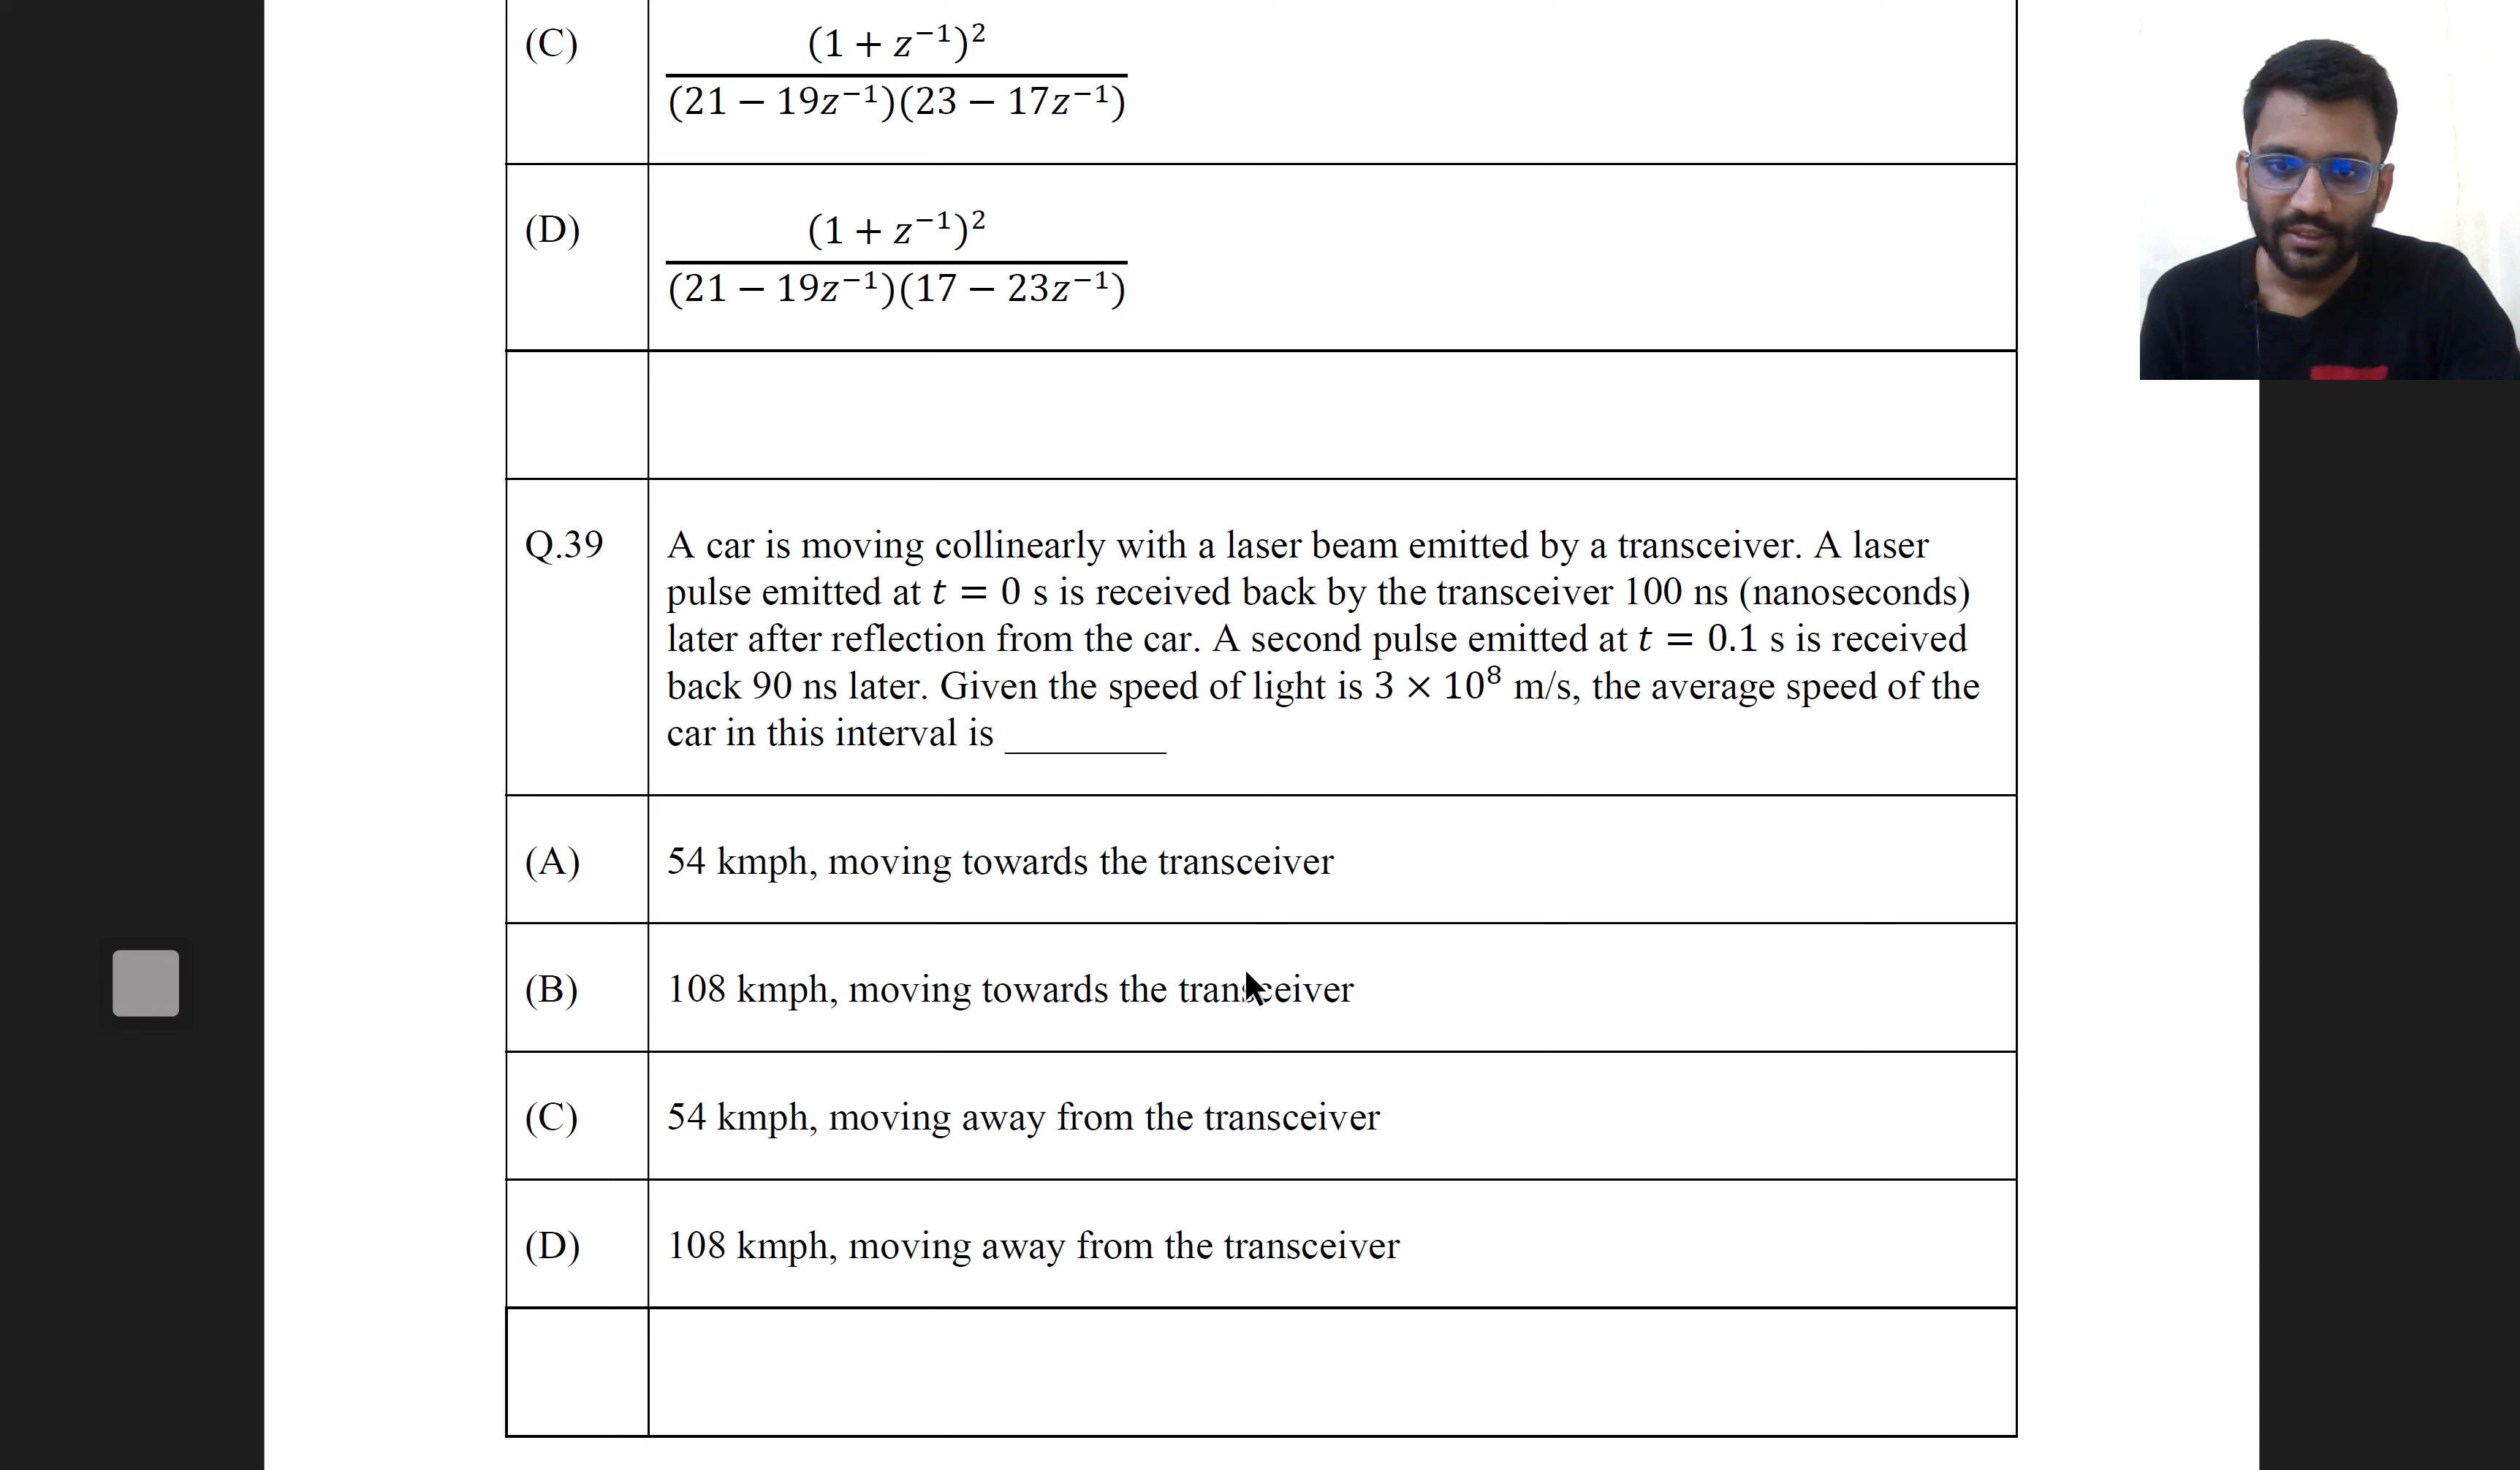 (C)
(1 + z⁻¹)²
(21 − 19z⁻¹)(23 − 17z⁻¹)
(D)
(1 + z⁻¹)²
(21 − 19z⁻¹)(17 − 23z⁻¹)
Q.39
A car is moving collinearly with a laser beam emitted by a transceiver. A laser
pulse emitted at t = 0 s is received back by the transceiver 100 ns (nanoseconds)
later after reflection from the car. A second pulse emitted at t = 0.1 s is received
back 90 ns later. Given the speed of light is 3 × 10⁸ m/s, the average speed of the
car in this interval is ________
(A) 54 kmph, moving towards the transceiver
(B) 108 kmph, moving towards the transceiver
(C) 54 kmph, moving away from the transceiver
(D) 108 kmph, moving away from the transceiver